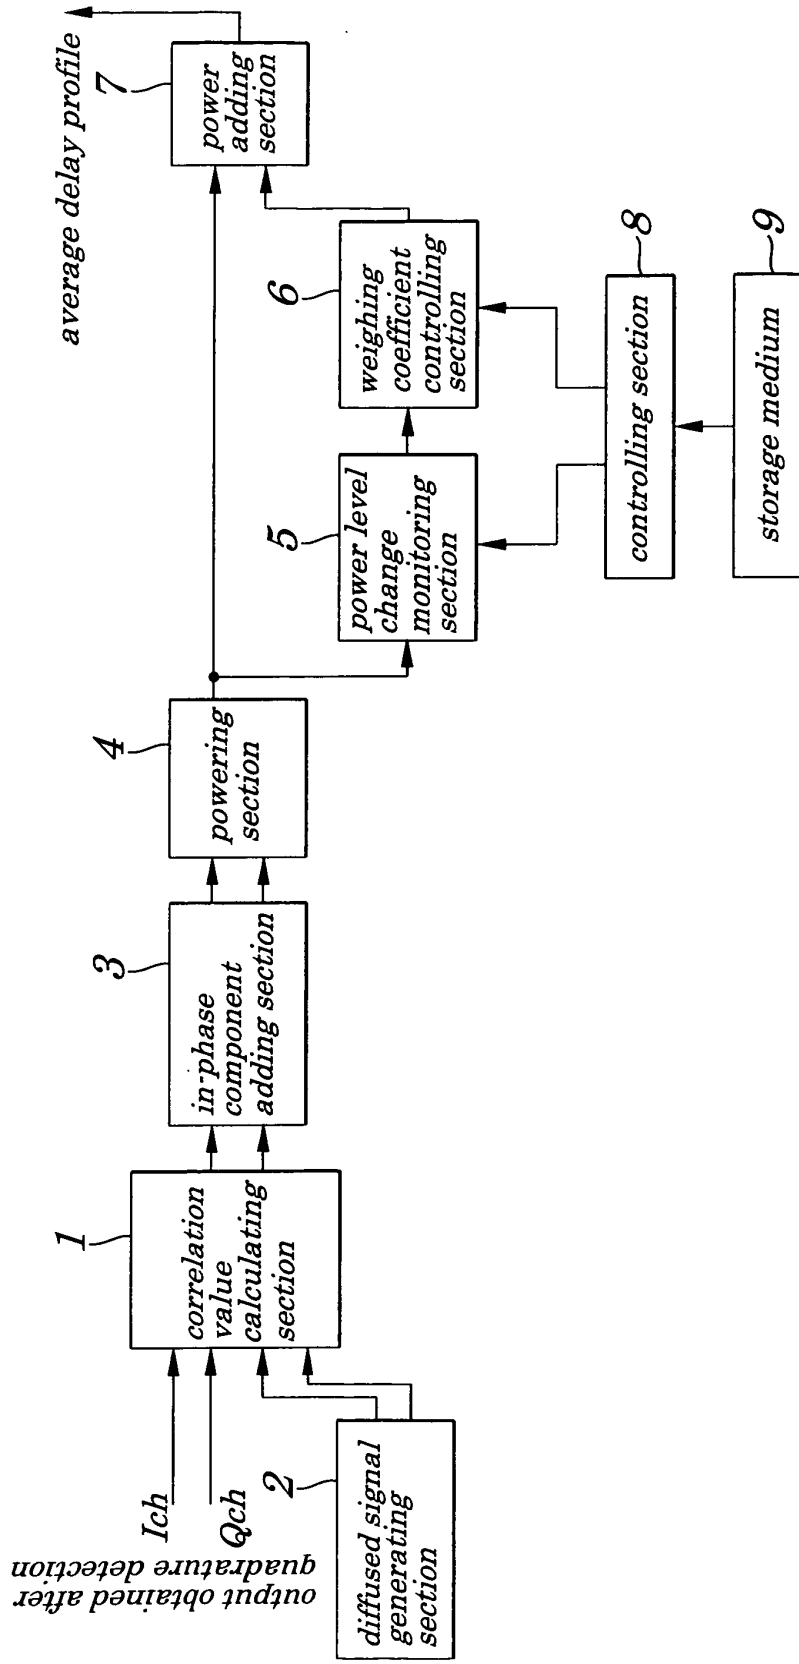 output obtained after
quadrature detection
Ich
Qch
1
correlation
value
calculating
section
2
diffused signal
generating
section
3
in-phase
component
adding section
4
powering
section
5
power level
change
monitoring
section
6
weighing
coefficient
controlling
section
7
power
adding
section
average delay profile
8
controlling section
9
storage medium